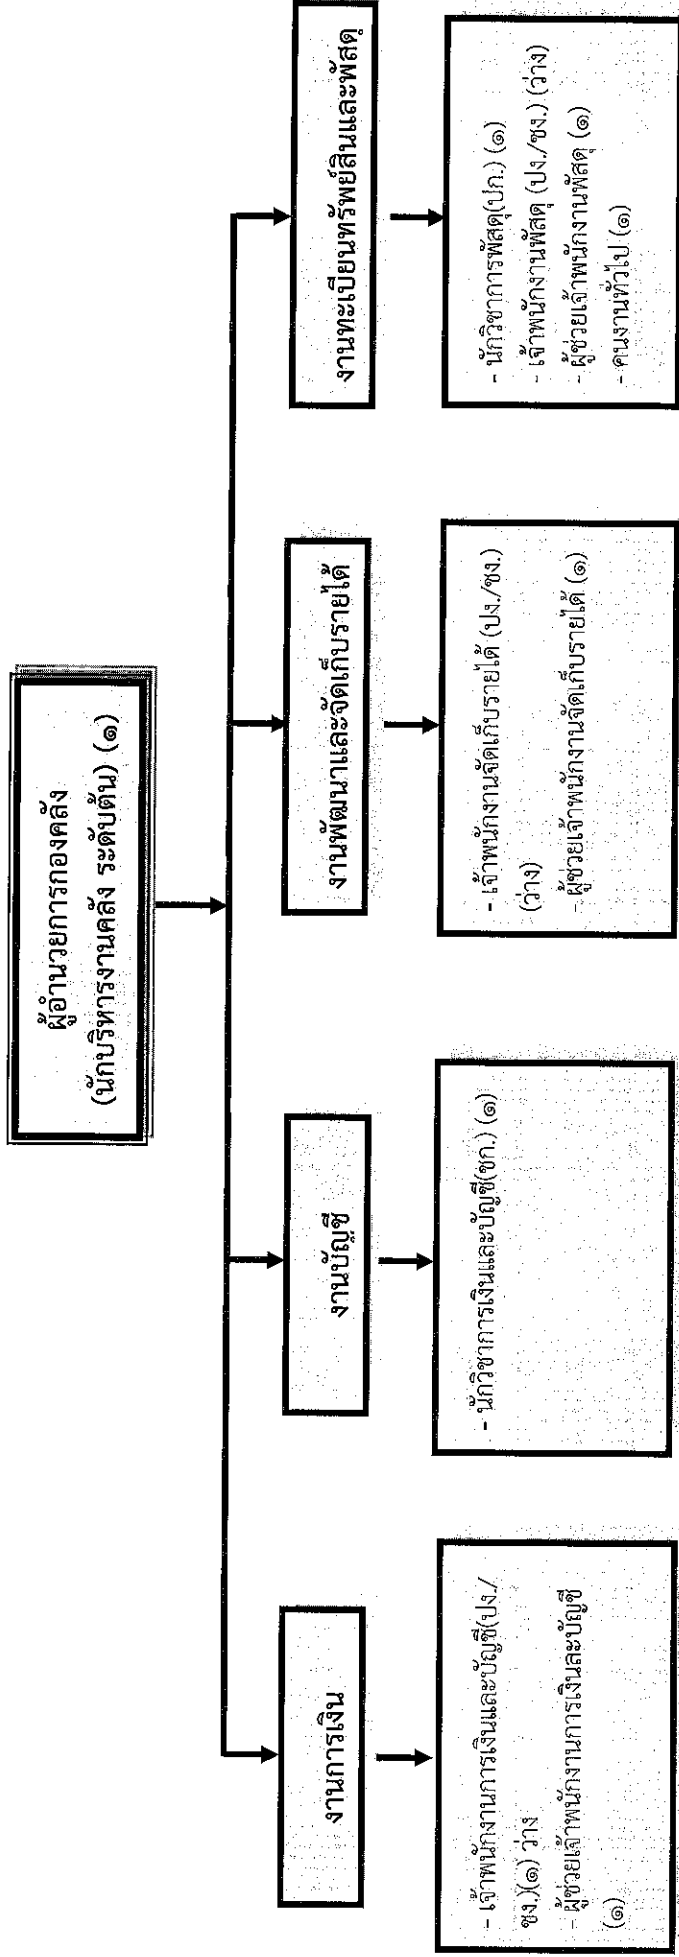 ผู้อำนวยการกองคลัง
(นักบริหารงานคลัง ระดับต้น) (๑)
งานการเงิน
- เจ้าพนักงานการเงินและบัญชี(ปง./
ชง.)(๑) ว่าง
- ผู้ช่วยเจ้าพนักงานการเงินละบัญชี
(๑)
งานบัญชี
- นักวิชาการเงินและบัญชี(ชก.) (๑)
งานพัฒนาและจัดเก็บรายได้
- เจ้าพนักงานจัดเก็บรายได้ (ปง./ชง.)
(ว่าง)
- ผู้ช่วยเจ้าพนักงานจัดเก็บรายได้ (๑)
งานทะเบียนทรัพย์สินและพัสดุ
- นักวิชาการพัสดุ(ปก.) (๑)
- เจ้าพนักงานพัสดุ (ปง./ชง.) (ว่าง)
- ผู้ช่วยเจ้าพนักงานพัสดุ (๑)
- คนงานทั่วไป (๑)